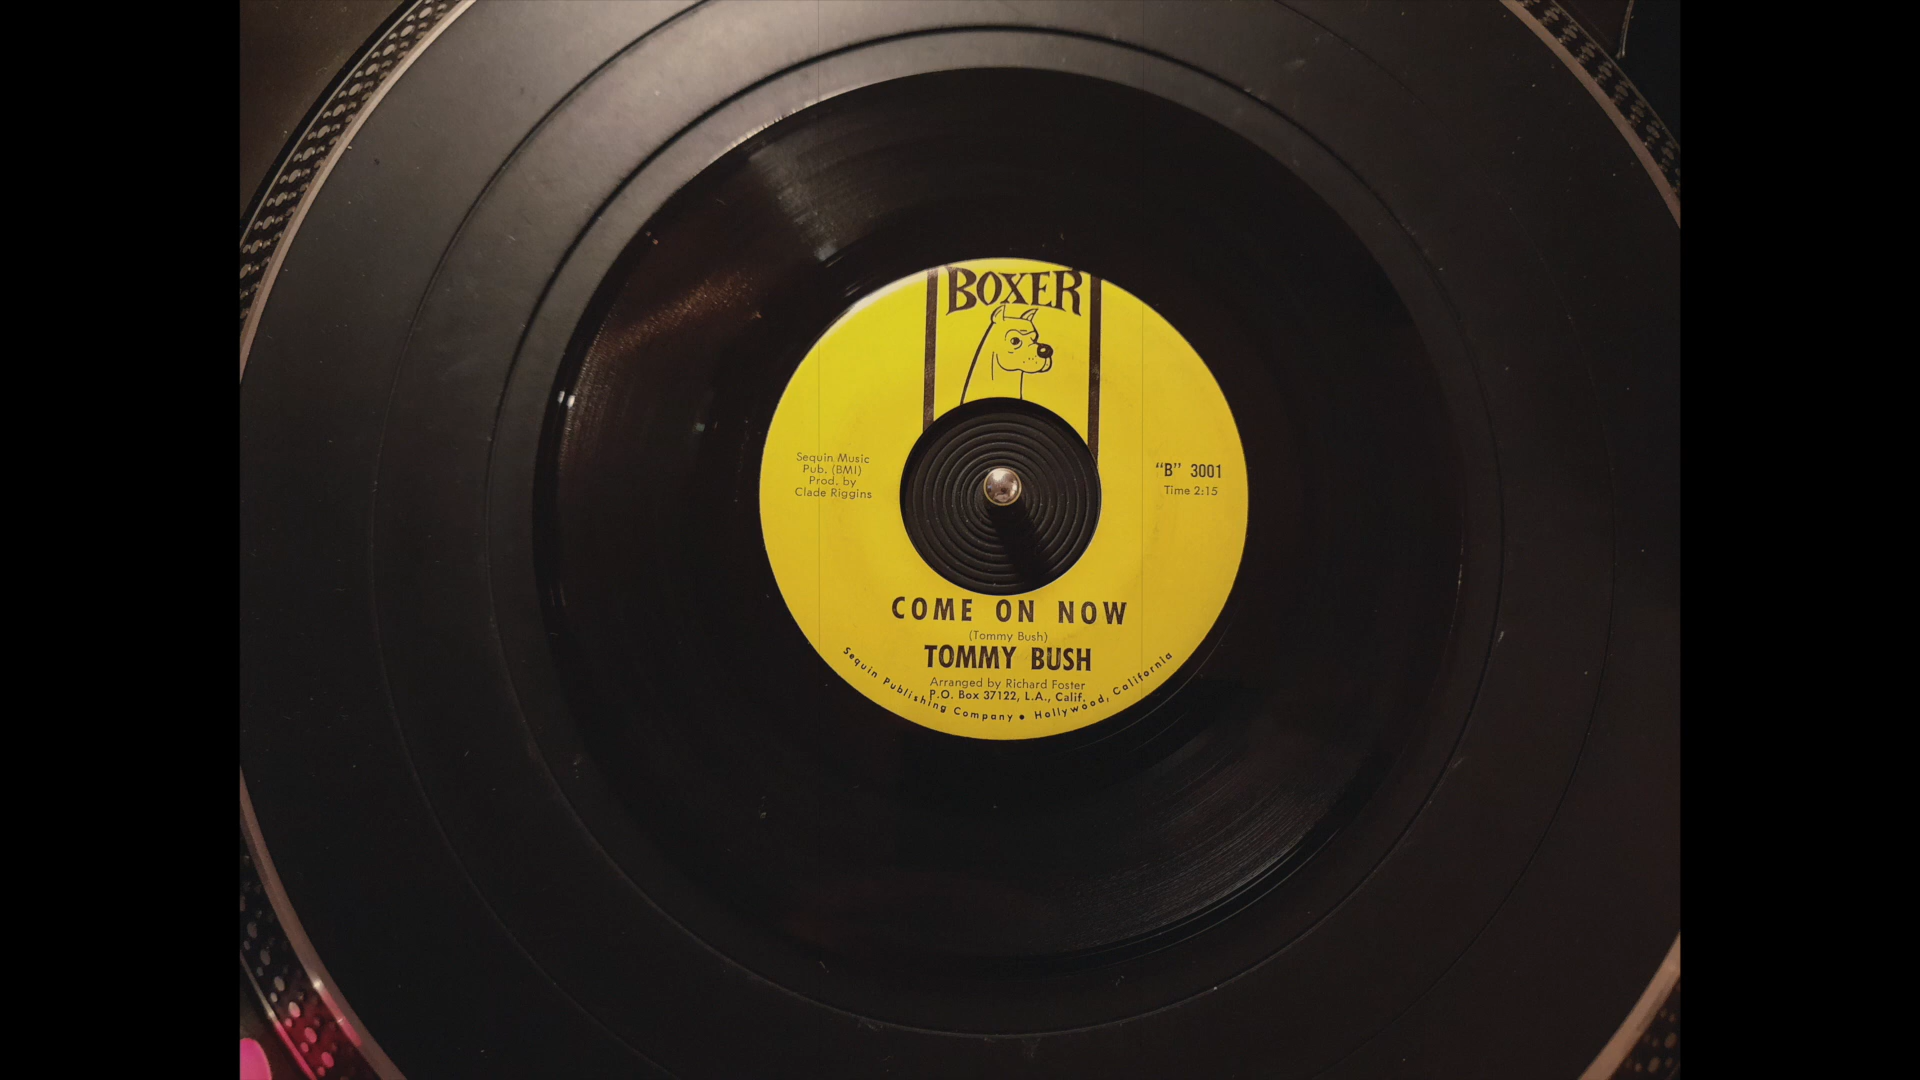 BOXER
Sequin Music
Pub. (BMI)
Prod. by
Clade Riggins
"B" 3001
Time 2:15
COME ON NOW
(Tommy Bush)
TOMMY BUSH
Arranged by Richard Foster
P.O. Box 37122, L.A., Calif.
Sequin Publishing Company • Hollywood, California